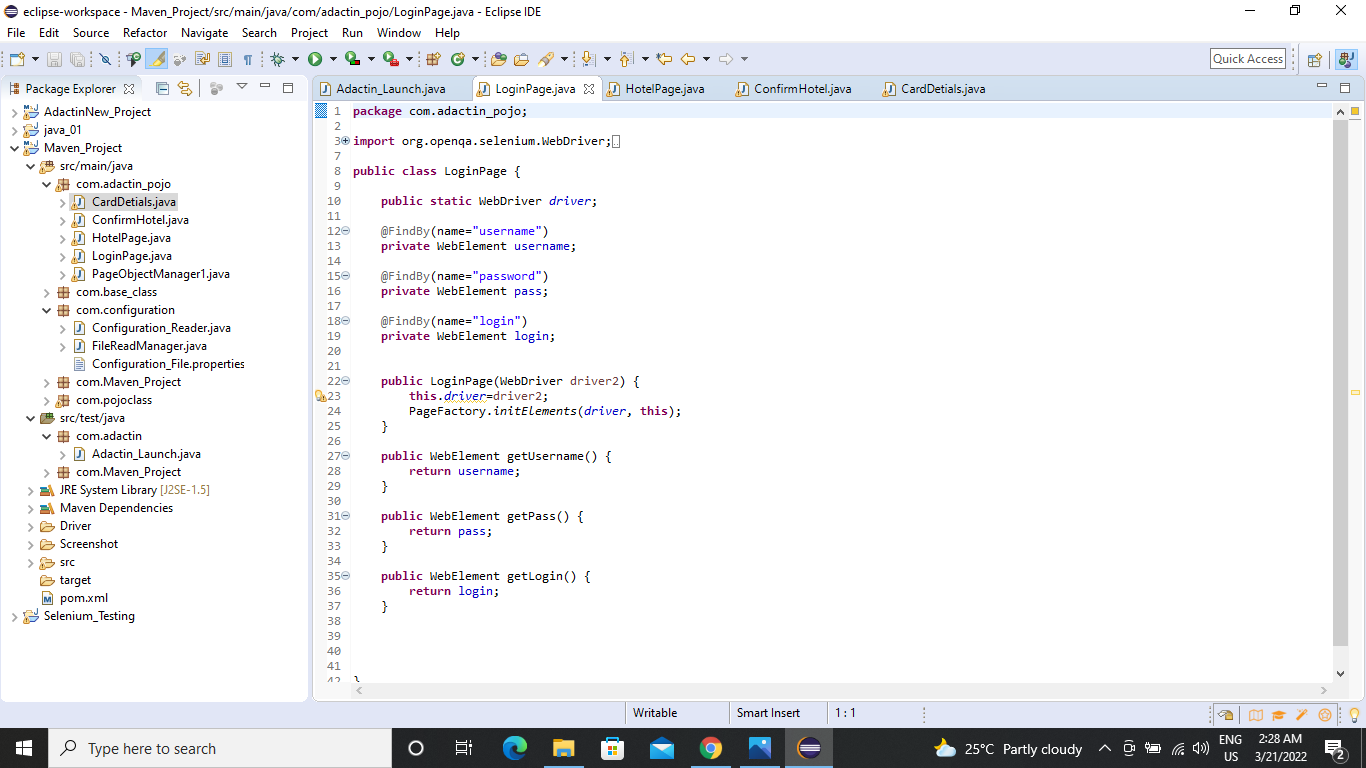 eclipse-workspace - Maven_Project/src/main/java/com/adactin_pojo/LoginPage.java - Eclipse IDE
File Edit Source Refactor Navigate Search Project Run Window Help
Quick Access
Package Explorer
AdactinNew_Project
java_01
Maven_Project
src/main/java
com.adactin_pojo
CardDetials.java
ConfirmHotel.java
HotelPage.java
LoginPage.java
PageObjectManager1.java
com.base_class
com.configuration
Configuration_Reader.java
FileReadManager.java
Configuration_File.properties
com.Maven_Project
com.pojoclass
src/test/java
com.adactin
Adactin_Launch.java
com.Maven_Project
JRE System Library [J2SE-1.5]
Maven Dependencies
Driver
Screenshot
src
target
pom.xml
Selenium_Testing
Adactin_Launch.java LoginPage.java HotelPage.java ConfirmHotel.java CardDetials.java
1 package com.adactin_pojo;
2
3 import org.openqa.selenium.WebDriver;
7
8 public class LoginPage {
9
10 public static WebDriver driver;
11
12 @FindBy(name="username")
13 private WebElement username;
14
15 @FindBy(name="password")
16 private WebElement pass;
17
18 @FindBy(name="login")
19 private WebElement login;
20
21
22 public LoginPage(WebDriver driver2) {
23 this.driver=driver2;
24 PageFactory.initElements(driver, this);
25 }
26
27 public WebElement getUsername() {
28 return username;
29 }
30
31 public WebElement getPass() {
32 return pass;
33 }
34
35 public WebElement getLogin() {
36 return login;
37 }
38
39
40
41
42 }
Writable Smart Insert 1 : 1
Type here to search
25°C Partly cloudy
ENG
US
2:28 AM
3/21/2022
2